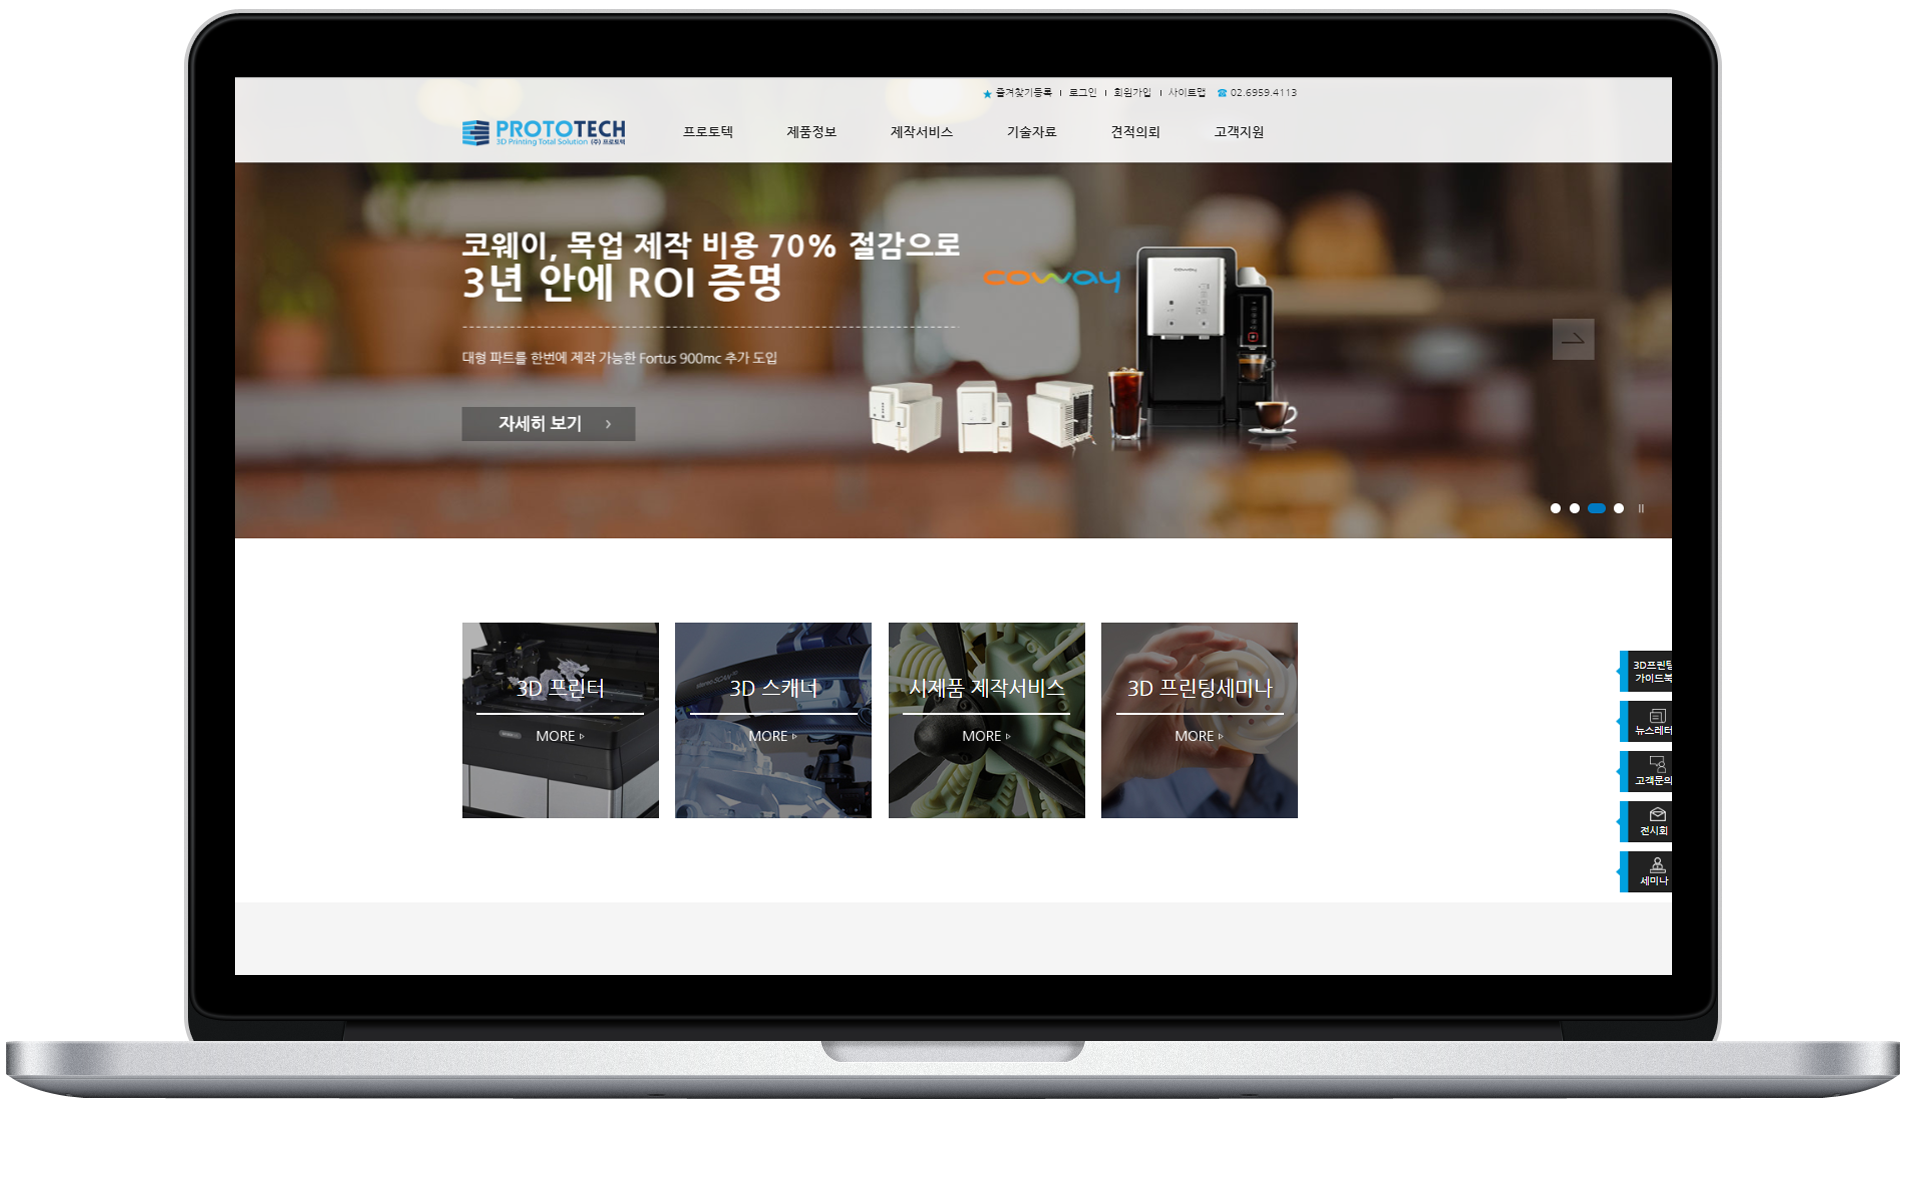 즐겨찾기등록 로그인 회원가입 사이트맵 02.6959.4113
PROTOTECH
3D Printing Total Solution (주) 프로토텍
프로토텍 제품정보 제작서비스 기술자료 견적의뢰 고객지원
코웨이, 목업 제작 비용 70% 절감으로
3년 안에 ROI 증명
coway
대형 파트를 한번에 제작 가능한 Fortus 900mc 추가 도입
자세히 보기
coway
3D 프린터
MORE
3D 스캐너
MORE
시제품 제작서비스
MORE
3D 프린팅세미나
MORE
3D프린팅
가이드북
뉴스레터
고객문의
전시회
세미나